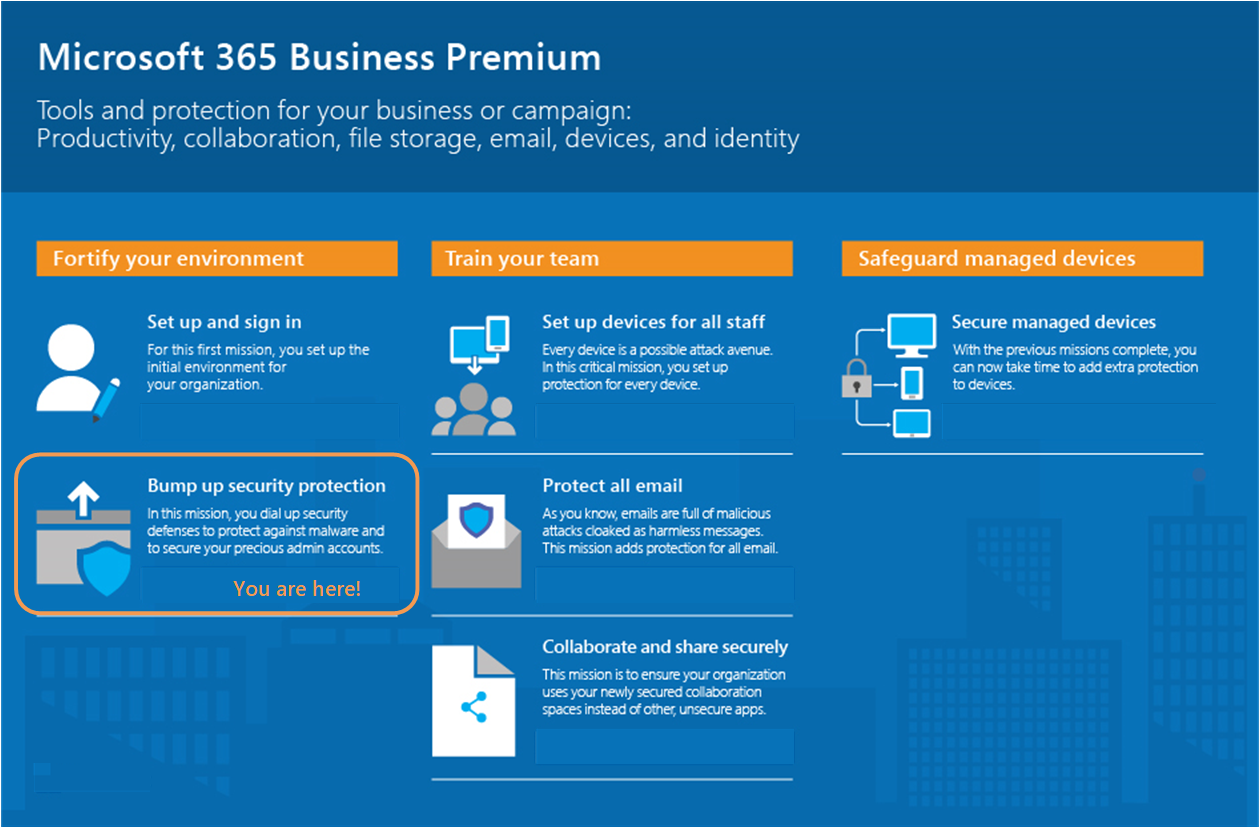 Microsoft 365 Business Premium
Tools and protection for your business or campaign:
Productivity, collaboration, file storage, email, devices, and identity
Fortify your environment
Set up and sign in
For this first mission, you set up the
initial environment for
your organization.
Bump up security protection
In this mission, you dial up security
defenses to protect against malware and
to secure your precious admin accounts.
You are here!
Train your team
Set up devices for all staff
Every device is a possible attack avenue.
In this critical mission, you set up
protection for every device.
Protect all email
As you know, emails are full of malicious
attacks cloaked as harmless messages.
This mission adds protection for all email.
Collaborate and share securely
This mission is to ensure your organization
uses your newly secured collaboration
spaces instead of other, unsecure apps.
Safeguard managed devices
Secure managed devices
With the previous missions complete, you
can now take time to add extra protection
to devices.